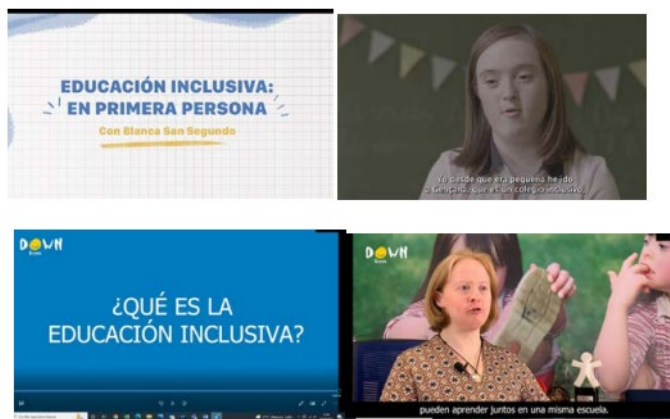 EDUCACIÓN INCLUSIVA:
EN PRIMERA PERSONA
Con Blanca San Segundo
Yo desde que era pequeña he ido
a Gençana, que es un colegio inclusivo,
DOWN
¿QUÉ ES LA
EDUCACIÓN INCLUSIVA?
DOWN
pueden aprender juntos en una misma escuela.